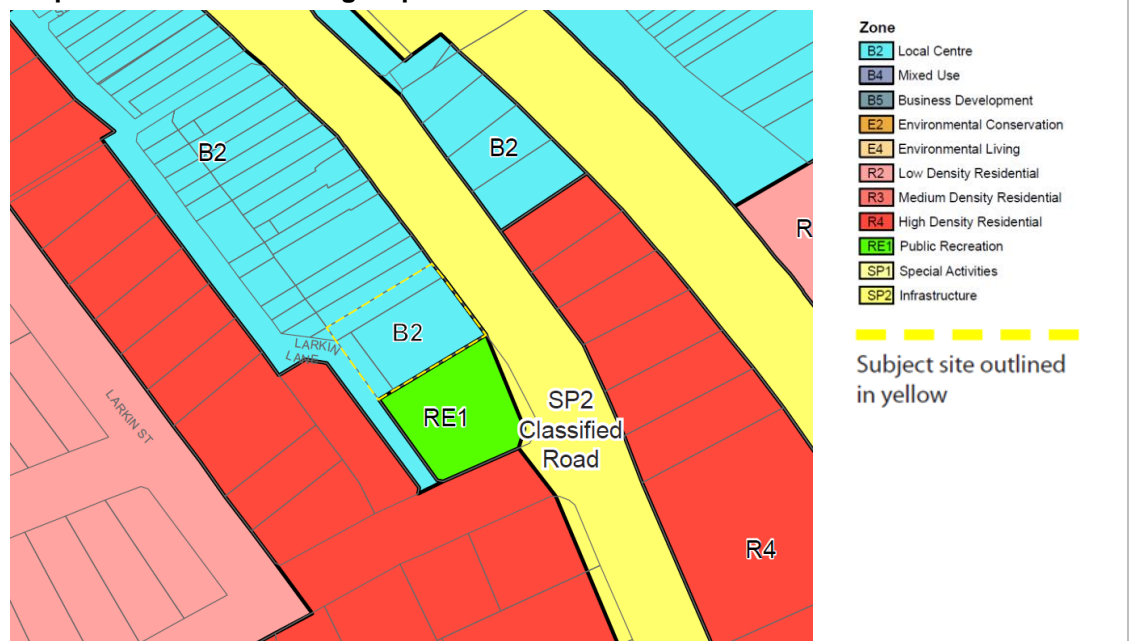 B2
B2
B2
R
LARKIN
LANE
LARKIN ST
RE1
SP2
Classified
Road
R4
Zone
B2 Local Centre
B4 Mixed Use
B5 Business Development
E2 Environmental Conservation
E4 Environmental Living
R2 Low Density Residential
R3 Medium Density Residential
R4 High Density Residential
RE1 Public Recreation
SP1 Special Activities
SP2 Infrastructure
Subject site outlined
in yellow